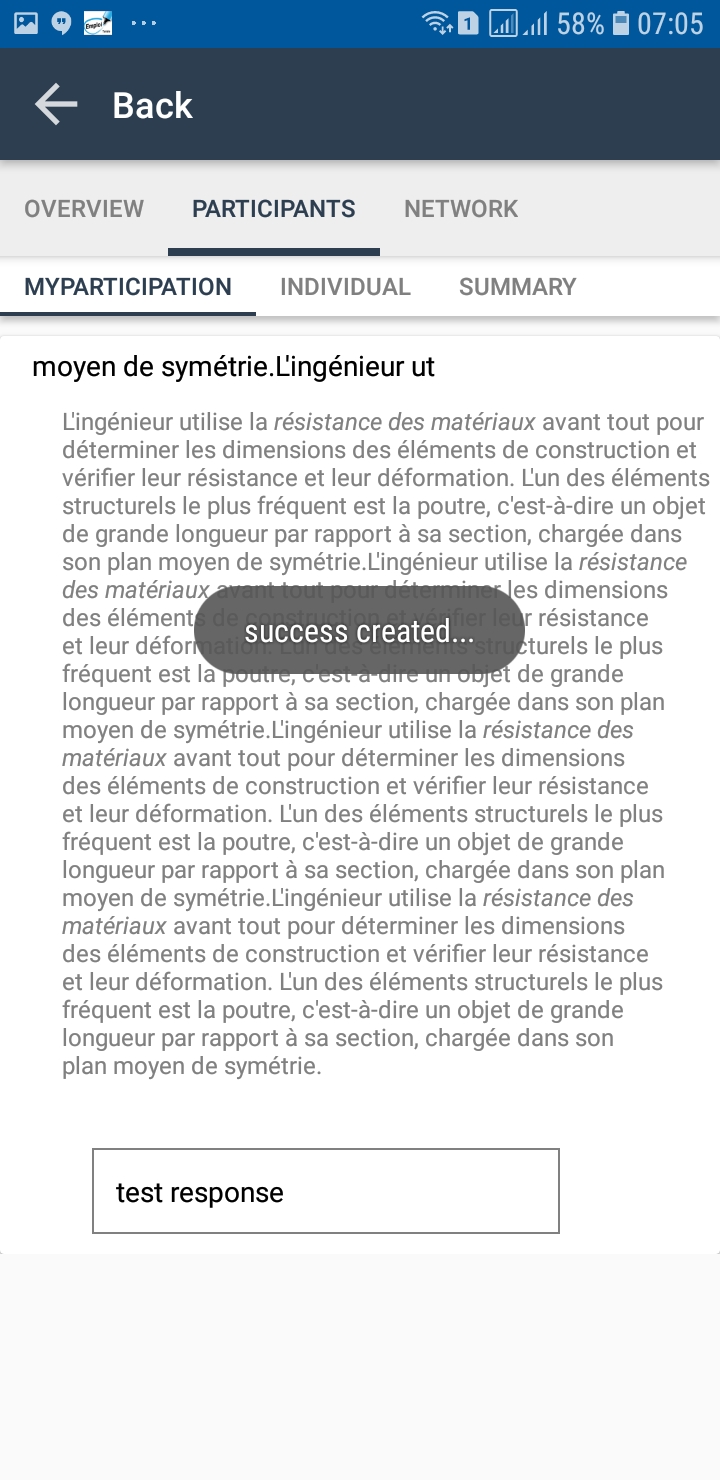 1 58% 07:05
Back
OVERVIEW PARTICIPANTS NETWORK
MYPARTICIPATION INDIVIDUAL SUMMARY
moyen de symétrie.L'ingénieur ut
L'ingénieur utilise la résistance des matériaux avant tout pour
déterminer les dimensions des éléments de construction et
vérifier leur résistance et leur déformation. L'un des éléments
structurels le plus fréquent est la poutre, c'est-à-dire un objet
de grande longueur par rapport à sa section, chargée dans
son plan moyen de symétrie.L'ingénieur utilise la résistance
des matériaux avant tout pour déterminer les dimensions
des éléments de construction et vérifier leur résistance
success created...
et leur déformation. L'un des éléments structurels le plus
fréquent est la poutre, c'est-à-dire un objet de grande
longueur par rapport à sa section, chargée dans son plan
moyen de symétrie.L'ingénieur utilise la résistance des
matériaux avant tout pour déterminer les dimensions
des éléments de construction et vérifier leur résistance
et leur déformation. L'un des éléments structurels le plus
fréquent est la poutre, c'est-à-dire un objet de grande
longueur par rapport à sa section, chargée dans son plan
moyen de symétrie.L'ingénieur utilise la résistance des
matériaux avant tout pour déterminer les dimensions
des éléments de construction et vérifier leur résistance
et leur déformation. L'un des éléments structurels le plus
fréquent est la poutre, c'est-à-dire un objet de grande
longueur par rapport à sa section, chargée dans son
plan moyen de symétrie.
test response